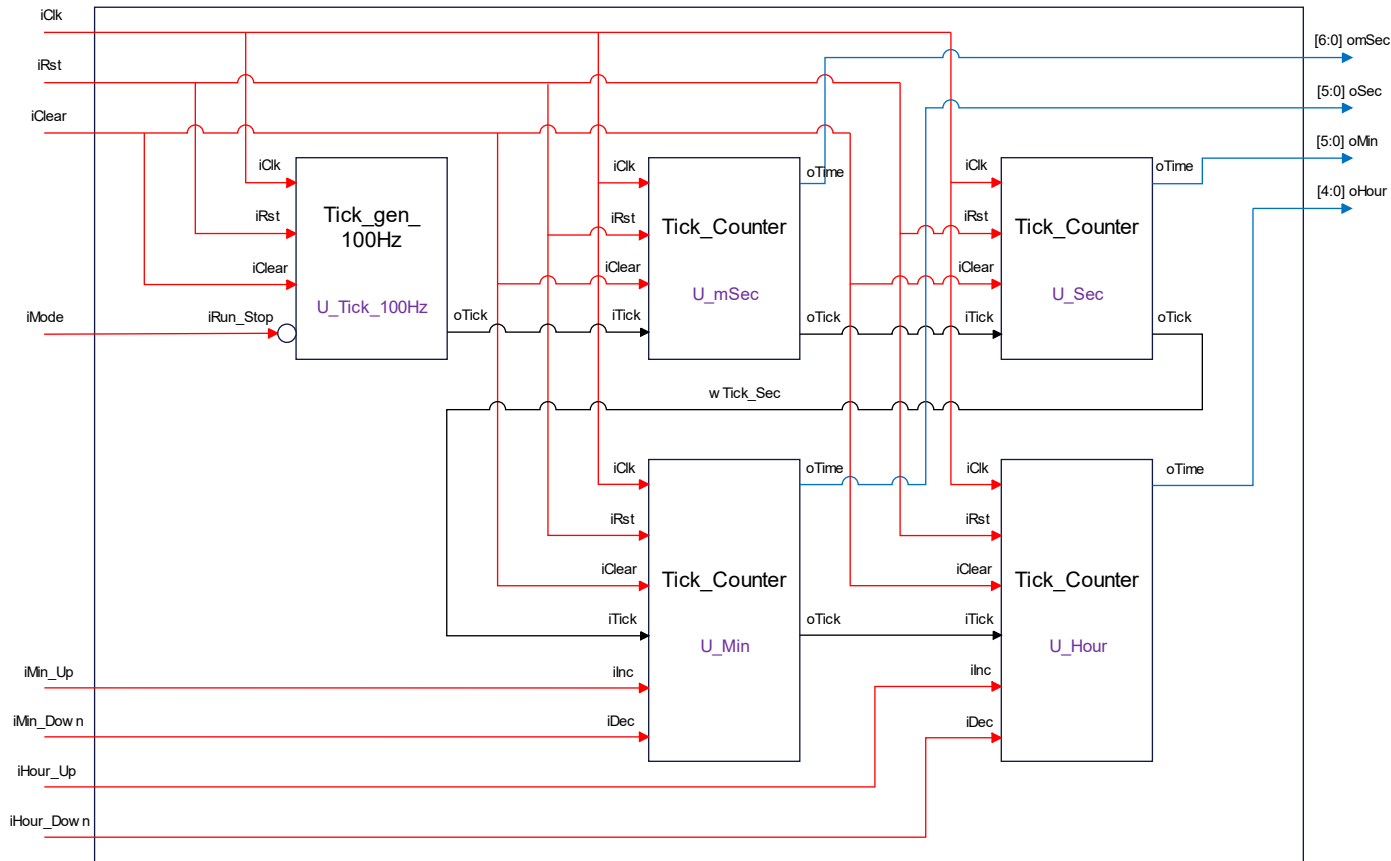 iClk
[6:0] omSec
iRst
[5:0] oSec
iClear
[5:0] oMin
[4:0] oHour
iMode
iClk
iRst
iClear
iRun_Stop
Tick_gen_
100Hz
U_Tick_100Hz
oTick
iClk
iRst
iClear
iTick
Tick_Counter
U_mSec
oTime
oTick
iClk
iRst
iClear
iTick
Tick_Counter
U_Sec
oTime
oTick
w Tick_Sec
iClk
iRst
iClear
iTick
iInc
iDec
Tick_Counter
U_Min
oTime
oTick
iClk
iRst
iClear
iTick
iInc
iDec
Tick_Counter
U_Hour
oTime
iMin_Up
iMin_Dow n
iHour_Up
iHour_Dow n